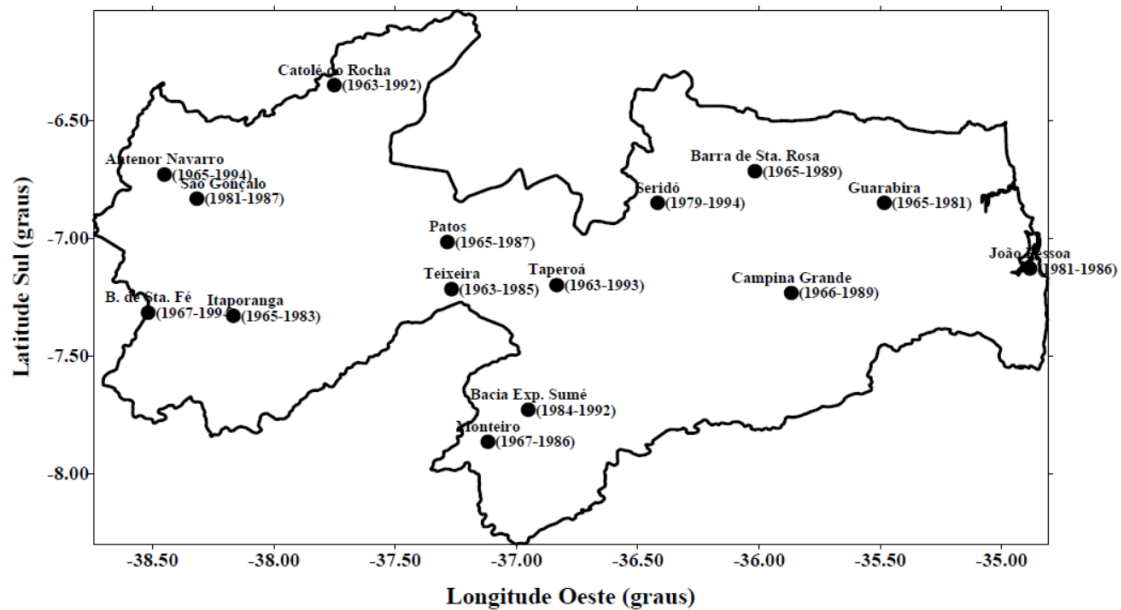 Catolé do Rocha
(1963-1992)
-6.50
Antenor Navarro
(1965-1994)
São Gonçalo
(1981-1987)
Barra de Sta. Rosa
(1965-1989)
Seridó
(1979-1994)
Guarabira
(1965-1981)
-7.00
Patos
(1965-1987)
João Pessoa
(1981-1986)
Teixeira
(1963-1985)
Taperoá
(1963-1993)
Campina Grande
(1966-1989)
B. de Sta. Fé
(1967-1994)
Itaporanga
(1965-1983)
-7.50
Bacia Exp. Sumé
(1984-1992)
Monteiro
(1967-1986)
-8.00
Latitude Sul (graus)
-38.50 -38.00 -37.50 -37.00 -36.50 -36.00 -35.50 -35.00
Longitude Oeste (graus)